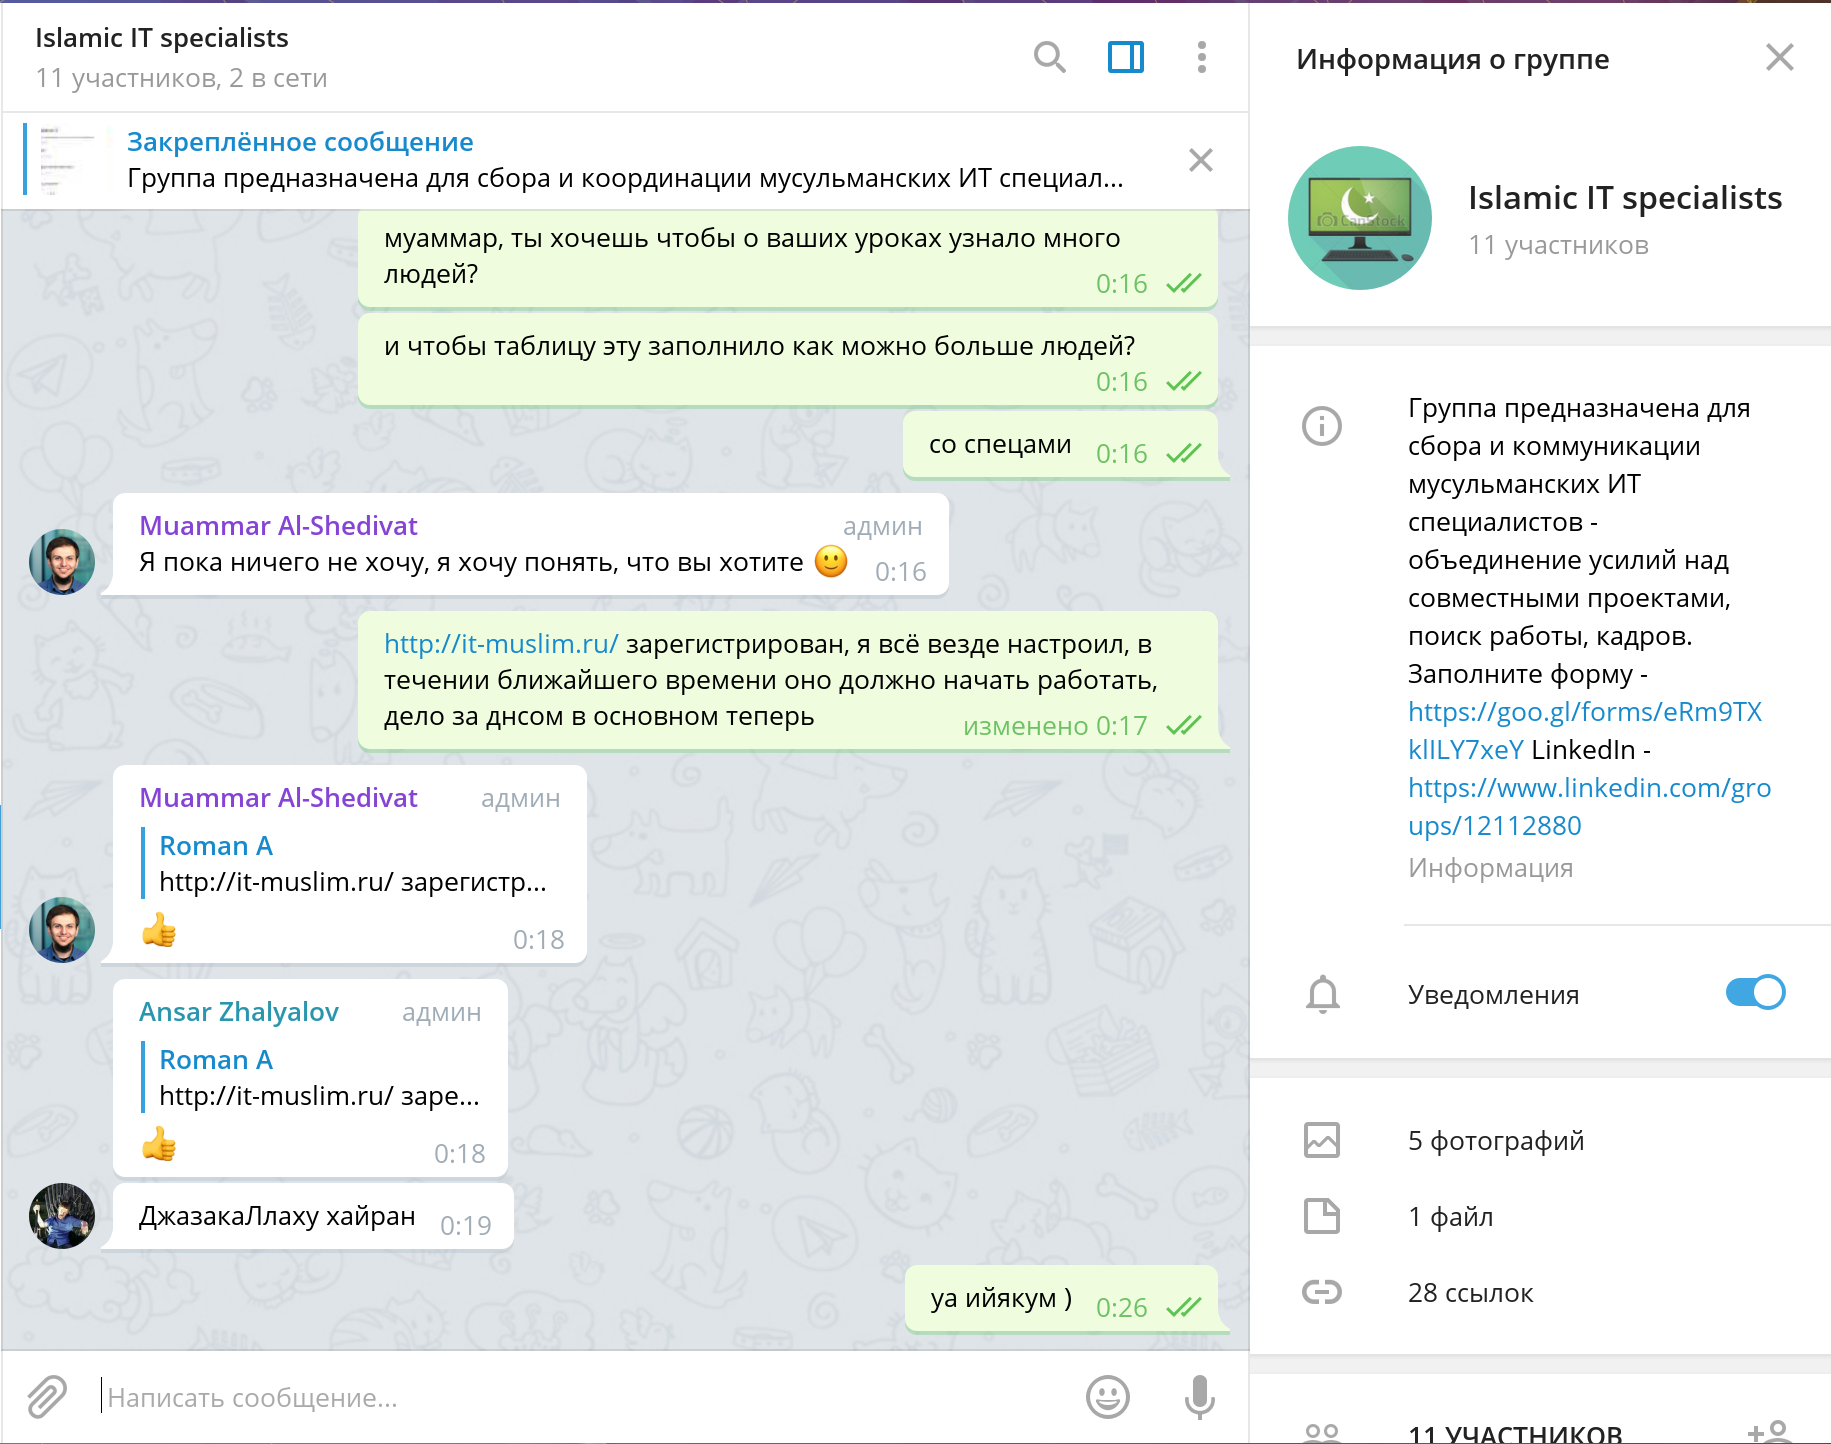 Islamic IT specialists
11 участников, 2 в сети
Закреплённое сообщение
Группа предназначена для сбора и координации мусульманских ИТ специал...
муаммар, ты хочешь чтобы о ваших уроках узнало много
людей?
0:16
и чтобы таблицу эту заполнило как можно больше людей?
0:16
со спецами 0:16
Muammar Al-Shedivat админ
Я пока ничего не хочу, я хочу понять, что вы хотите 🙂 0:16
http://it-muslim.ru/ зарегистрирован, я всё везде настроил, в
течении ближайшего времени оно должно начать работать,
дело за днсом в основном теперь
изменено 0:17
Muammar Al-Shedivat админ
Roman A
http://it-muslim.ru/ зарегистр...
👍 0:18
Ansar Zhalyalov админ
Roman A
http://it-muslim.ru/ заре...
👍 0:18
ДжазакаЛлаху хайран 0:19
уа ийякум ) 0:26
Написать сообщение...
Информация о группе
CanStock
Islamic IT specialists
11 участников
Группа предназначена для
сбора и коммуникации
мусульманских ИТ
специалистов -
объединение усилий над
совместными проектами,
поиск работы, кадров.
Заполните форму -
https://goo.gl/forms/eRm9TX
klILY7xeY LinkedIn -
https://www.linkedin.com/gro
ups/12112880
Информация
Уведомления
5 фотографий
1 файл
28 ссылок
11 УЧАСТНИКОВ